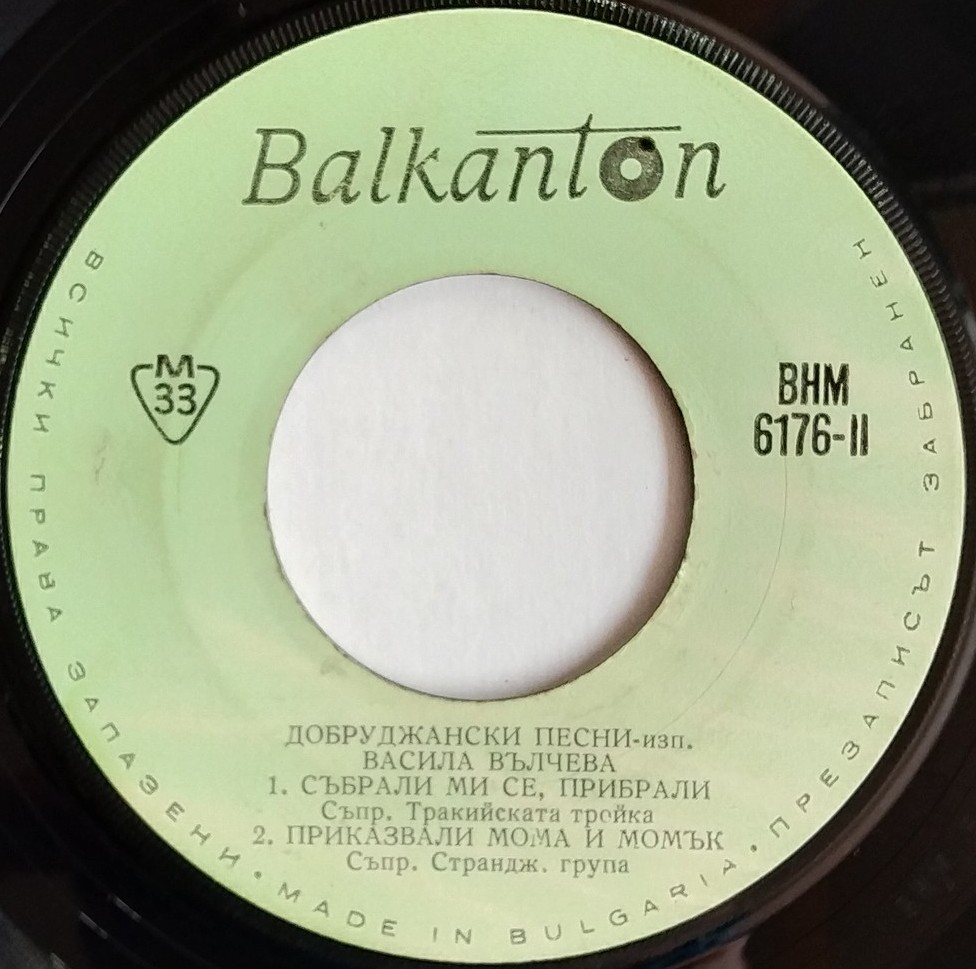 Balkanton
М
33
ВНМ
6176-II
ДОБРУДЖАНСКИ ПЕСНИ-изп.
ВАСИЛА ВЪЛЧЕВА
1. СЪБРАЛИ МИ СЕ, ПРИБРАЛИ
Съпр. Тракийската тройка
2. ПРИКАЗВАЛИ МОМА И МОМЪК
Съпр. Страндж. група
ВСИЧКИ ПРАВА ЗАПАЗЕНИ • MADE IN BULGARIA • ПРЕЗАПИСЪТ ЗАБРАНЕН